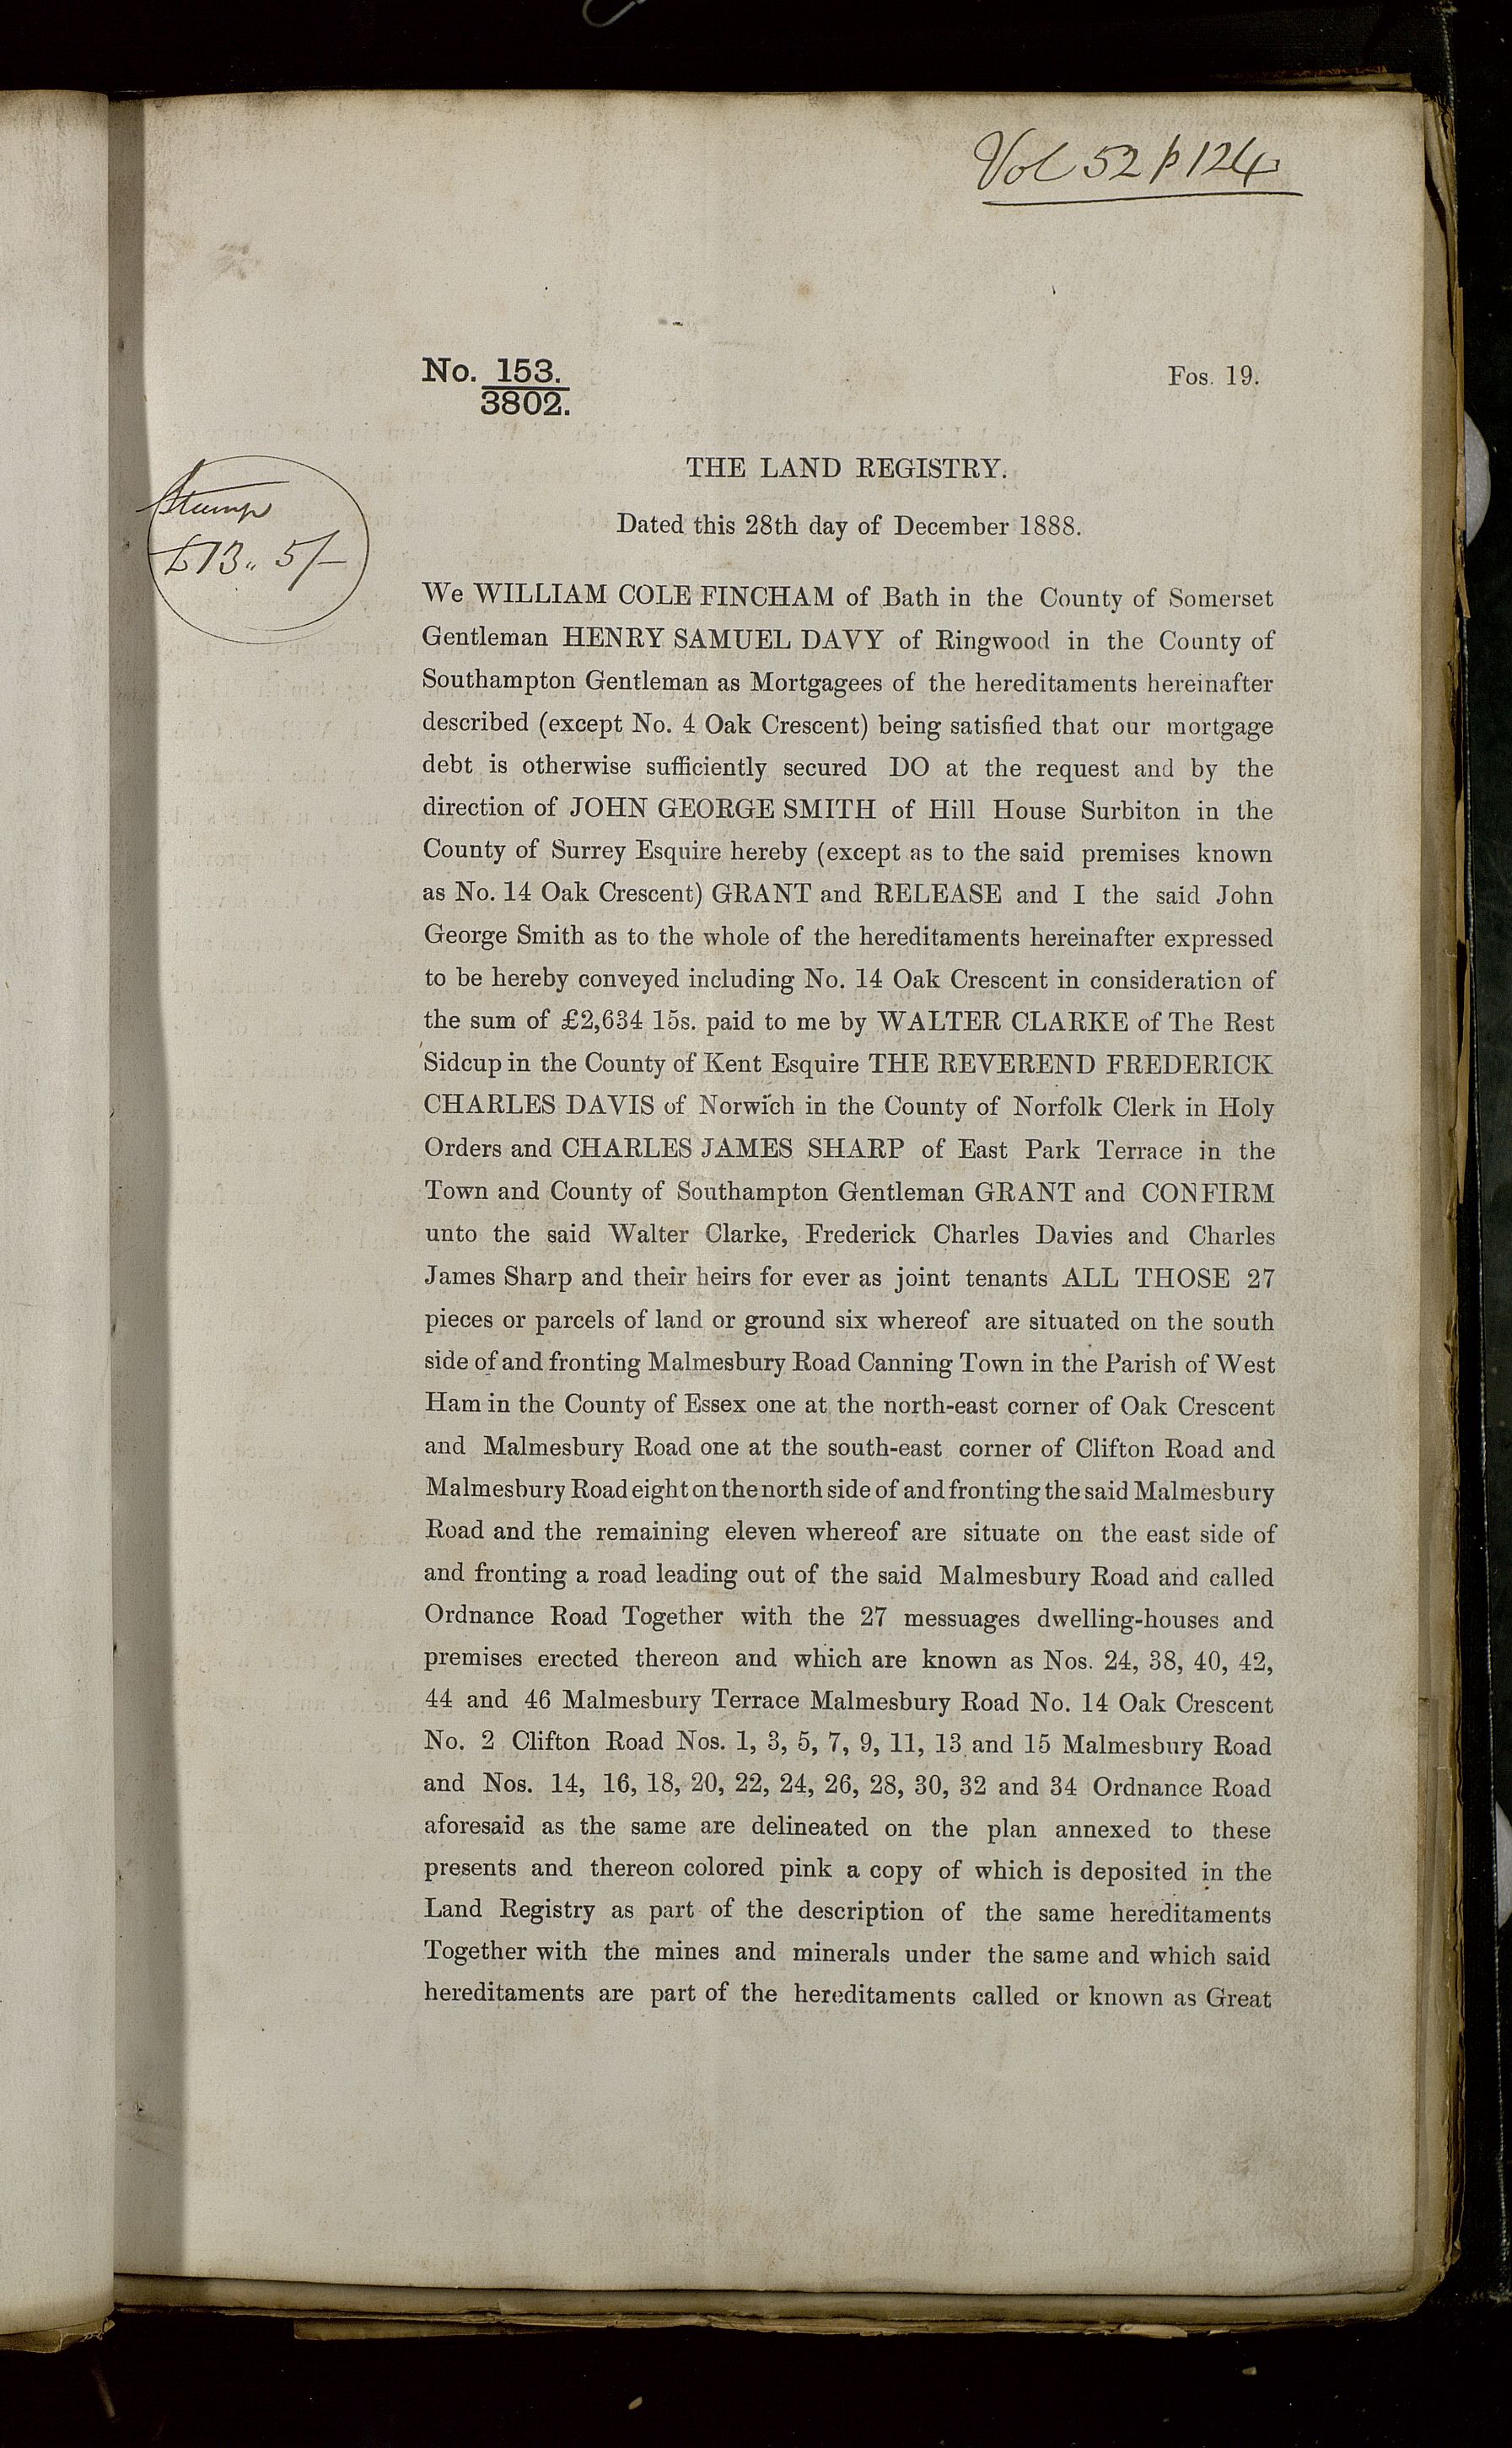 Vol 52 p 124
No. 153.
3802.
Fos. 19.
THE LAND REGISTRY.
Stamp
£13,, 5/-
Dated this 28th day of December 1888.
We WILLIAM COLE FINCHAM of Bath in the County of Somerset
Gentleman HENRY SAMUEL DAVY of Ringwood in the County of
Southampton Gentleman as Mortgagees of the hereditaments hereinafter
described (except No. 4 Oak Crescent) being satisfied that our mortgage
debt is otherwise sufficiently secured DO at the request and by the
direction of JOHN GEORGE SMITH of Hill House Surbiton in the
County of Surrey Esquire hereby (except as to the said premises known
as No. 14 Oak Crescent) GRANT and RELEASE and I the said John
George Smith as to the whole of the hereditaments hereinafter expressed
to be hereby conveyed including No. 14 Oak Crescent in consideration of
the sum of £2,634 15s. paid to me by WALTER CLARKE of The Rest
Sidcup in the County of Kent Esquire THE REVEREND FREDERICK
CHARLES DAVIS of Norwich in the County of Norfolk Clerk in Holy
Orders and CHARLES JAMES SHARP of East Park Terrace in the
Town and County of Southampton Gentleman GRANT and CONFIRM
unto the said Walter Clarke, Frederick Charles Davies and Charles
James Sharp and their heirs for ever as joint tenants ALL THOSE 27
pieces or parcels of land or ground six whereof are situated on the south
side of and fronting Malmesbury Road Canning Town in the Parish of West
Ham in the County of Essex one at the north-east corner of Oak Crescent
and Malmesbury Road one at the south-east corner of Clifton Road and
Malmesbury Road eight on the north side of and fronting the said Malmesbury
Road and the remaining eleven whereof are situate on the east side of
and fronting a road leading out of the said Malmesbury Road and called
Ordnance Road Together with the 27 messuages dwelling-houses and
premises erected thereon and which are known as Nos. 24, 38, 40, 42,
44 and 46 Malmesbury Terrace Malmesbury Road No. 14 Oak Crescent
No. 2 Clifton Road Nos. 1, 3, 5, 7, 9, 11, 13 and 15 Malmesbury Road
and Nos. 14, 16, 18, 20, 22, 24, 26, 28, 30, 32 and 34 Ordnance Road
aforesaid as the same are delineated on the plan annexed to these
presents and thereon colored pink a copy of which is deposited in the
Land Registry as part of the description of the same hereditaments
Together with the mines and minerals under the same and which said
hereditaments are part of the hereditaments called or known as Great